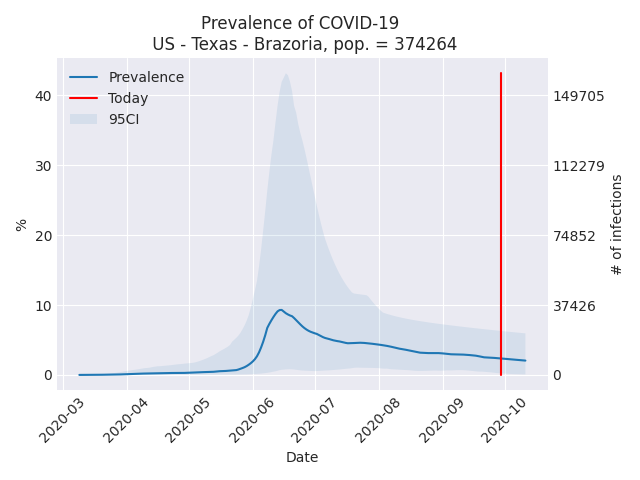 Prevalence of COVID-19
US - Texas - Brazoria, pop. = 374264
Prevalence
Today
95CI
%
40
30
20
10
0
149705
112279
74852
37426
0
# of infections
2020-03
2020-04
2020-05
2020-06
2020-07
2020-08
2020-09
2020-10
Date